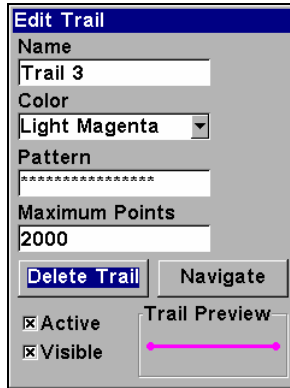 Edit Trail
Name
Trail 3
Color
Light Magenta
Pattern
***************
Maximum Points
2000
Delete Trail Navigate
Active
Visible
Trail Preview